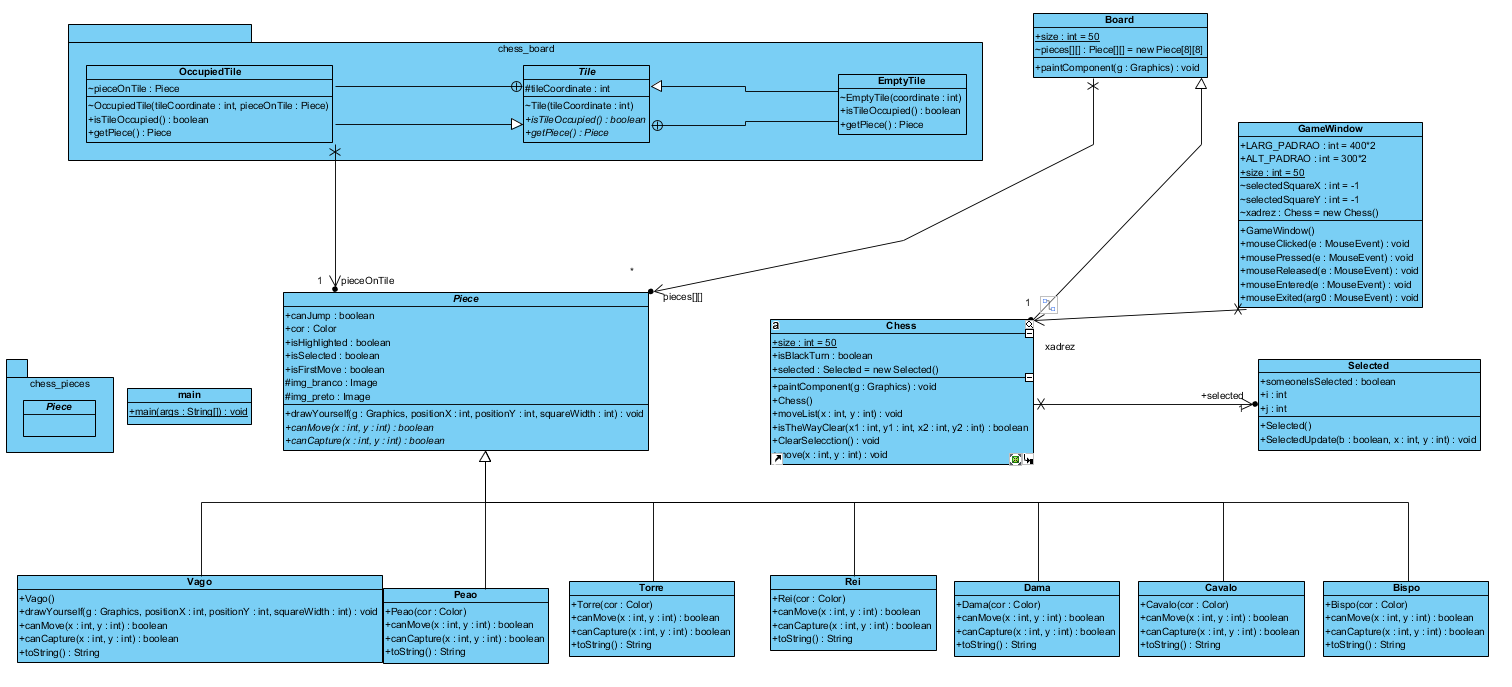 chess_board
OccupiedTile
~pieceOnTile : Piece
~OccupiedTile(tileCoordinate : int, pieceOnTile : Piece)
+isTileOccupied() : boolean
+getPiece() : Piece
Tile
#tileCoordinate : int
~Tile(tileCoordinate : int)
+isTileOccupied() : boolean
+getPiece() : Piece
EmptyTile
~EmptyTile(coordinate : int)
+isTileOccupied() : boolean
+getPiece() : Piece
Board
+size : int = 50
~pieces[][] : Piece[][] = new Piece[8][8]
+paintComponent(g : Graphics) : void
GameWindow
+LARG_PADRAO : int = 400*2
+ALT_PADRAO : int = 300*2
+size : int = 50
~selectedSquareX : int = -1
~selectedSquareY : int = -1
~xadrez : Chess = new Chess()
+GameWindow()
+mouseClicked(e : MouseEvent) : void
+mousePressed(e : MouseEvent) : void
+mouseReleased(e : MouseEvent) : void
+mouseEntered(e : MouseEvent) : void
+mouseExited(arg0 : MouseEvent) : void
1
pieceOnTile
*
pieces[][]
1
xadrez
Piece
+canJump : boolean
+cor : Color
+isHighlighted : boolean
+isSelected : boolean
+isFirstMove : boolean
#img_branco : Image
#img_preto : Image
+drawYourself(g : Graphics, positionX : int, positionY : int, squareWidth : int) : void
+canMove(x : int, y : int) : boolean
+canCapture(x : int, y : int) : boolean
a
Chess
+size : int = 50
+isBlackTurn : boolean
+selected : Selected = new Selected()
+paintComponent(g : Graphics) : void
+Chess()
+moveList(x : int, y : int) : void
+isTheWayClear(x1 : int, y1 : int, x2 : int, y2 : int) : boolean
+ClearSelecction() : void
move(x : int, y : int) : void
+selected
1
Selected
+someoneIsSelected : boolean
+i : int
+j : int
+Selected()
+SelectedUpdate(b : boolean, x : int, y : int) : void
chess_pieces
Piece
main
+main(args : String[]) : void
Vago
+Vago()
+drawYourself(g : Graphics, positionX : int, positionY : int, squareWidth : int) : void
+canMove(x : int, y : int) : boolean
+canCapture(x : int, y : int) : boolean
+toString() : String
Peao
+Peao(cor : Color)
+canMove(x : int, y : int) : boolean
+canCapture(x : int, y : int) : boolean
+toString() : String
Torre
+Torre(cor : Color)
+canMove(x : int, y : int) : boolean
+canCapture(x : int, y : int) : boolean
+toString() : String
Rei
+Rei(cor : Color)
+canMove(x : int, y : int) : boolean
+canCapture(x : int, y : int) : boolean
+toString() : String
Dama
+Dama(cor : Color)
+canMove(x : int, y : int) : boolean
+canCapture(x : int, y : int) : boolean
+toString() : String
Cavalo
+Cavalo(cor : Color)
+canMove(x : int, y : int) : boolean
+canCapture(x : int, y : int) : boolean
+toString() : String
Bispo
+Bispo(cor : Color)
+canMove(x : int, y : int) : boolean
+canCapture(x : int, y : int) : boolean
+toString() : String